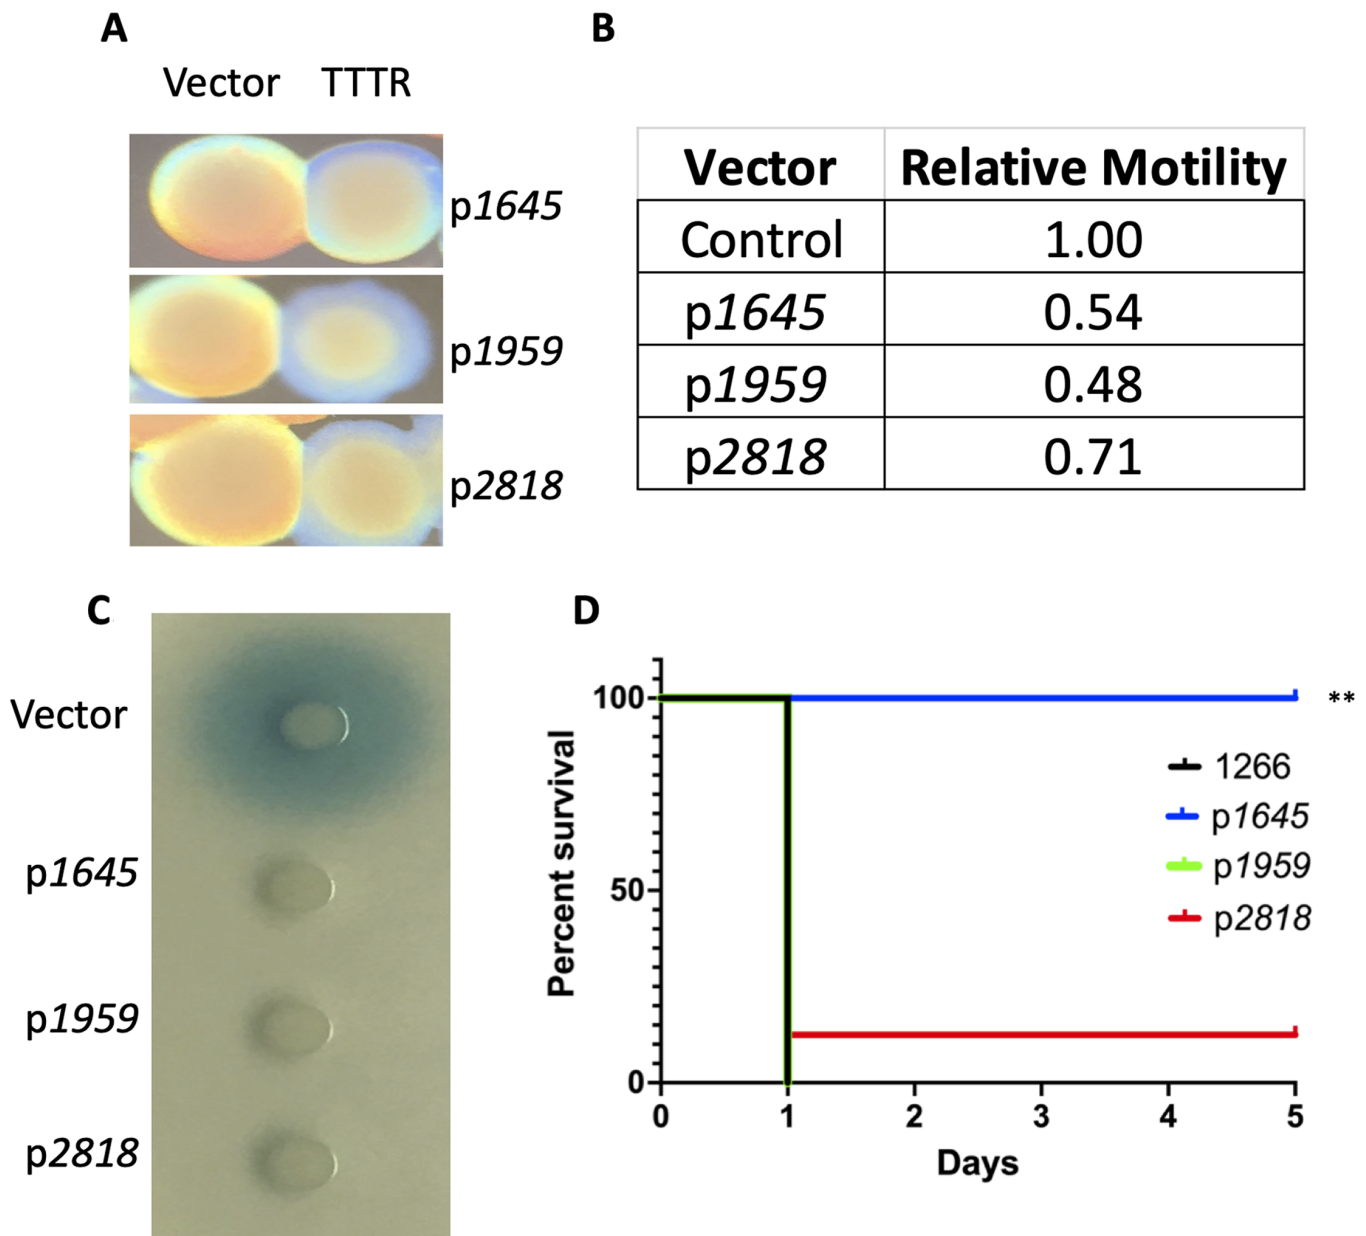 A
Vector TTTR
p1645
p1959
p2818
B
Vector Relative Motility
Control 1.00
p1645 0.54
p1959 0.48
p2818 0.71
C
Vector
p1645
p1959
p2818
D
Percent survival
100
50
0
0 1 2 3 4 5
Days
**
1266
p1645
p1959
p2818